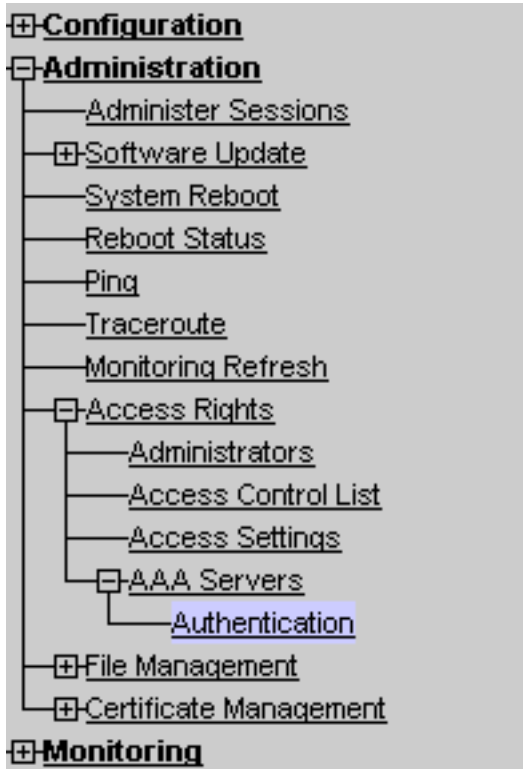 Configuration
Administration
Administer Sessions
Software Update
System Reboot
Reboot Status
Ping
Traceroute
Monitoring Refresh
Access Rights
Administrators
Access Control List
Access Settings
AAA Servers
Authentication
File Management
Certificate Management
Monitoring